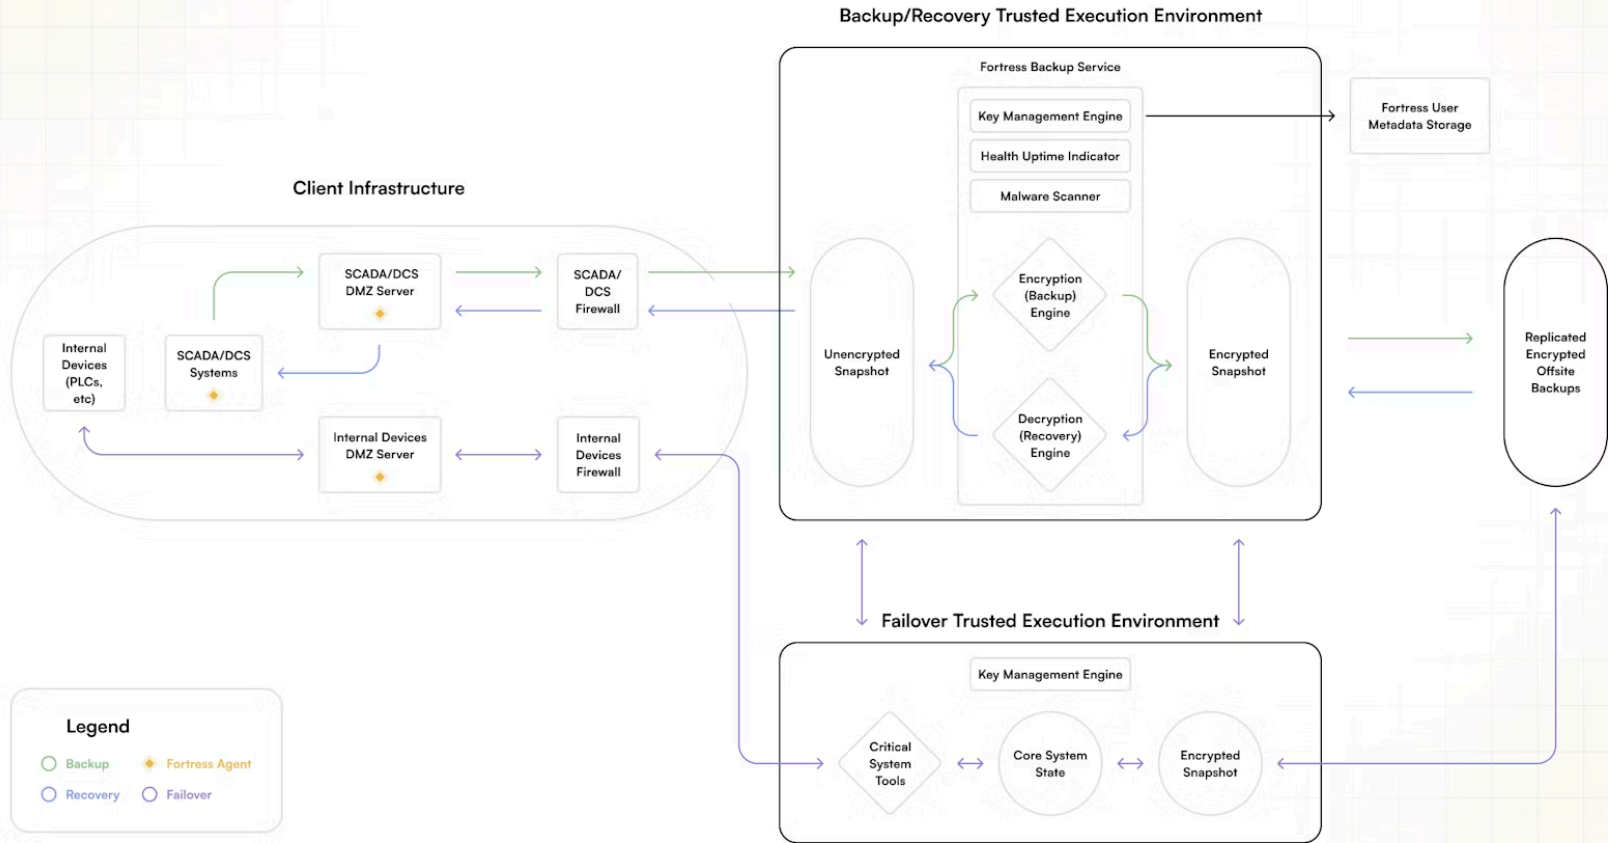 Backup/Recovery Trusted Execution Environment
Fortress Backup Service
Key Management Engine
Health Uptime Indicator
Malware Scanner
Fortress User
Metadata Storage
Client Infrastructure
SCADA/DCS
DMZ Server
SCADA/
DCS
Firewall
Internal
Devices
(PLCs,
etc)
SCADA/DCS
Systems
Internal Devices
DMZ Server
Internal
Devices
Firewall
Unencrypted
Snapshot
Encryption
(Backup)
Engine
Decryption
(Recovery)
Engine
Encrypted
Snapshot
Replicated
Encrypted
Offsite
Backups
Failover Trusted Execution Environment
Key Management Engine
Critical
System
Tools
Core System
State
Encrypted
Snapshot
Legend
Backup
Fortress Agent
Recovery
Failover